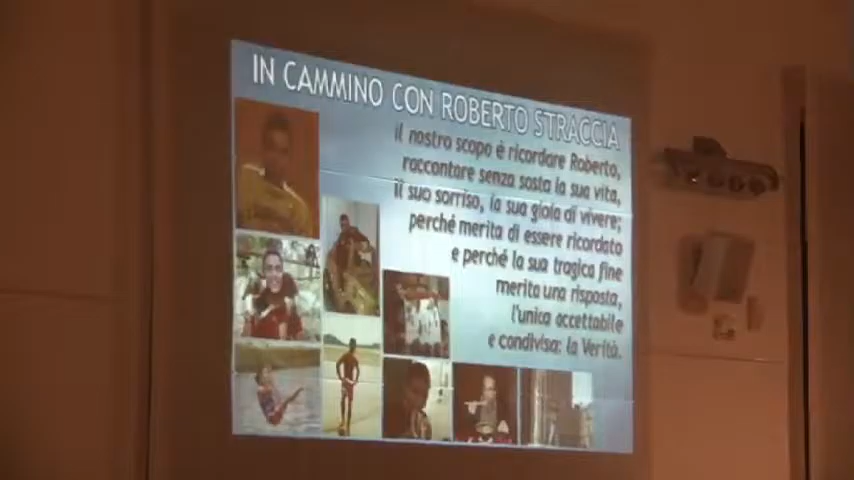 IN CAMMINO CON ROBERTO STRACCIA
il nostro scopo è ricordare Roberto,
raccontare senza sosta la sua vita,
il suo sorriso, la sua gioia di vivere;
perché merita di essere ricordato
e perché la sua tragica fine
merita una risposta,
l'unica accettabile
e condivisa: la Verità.